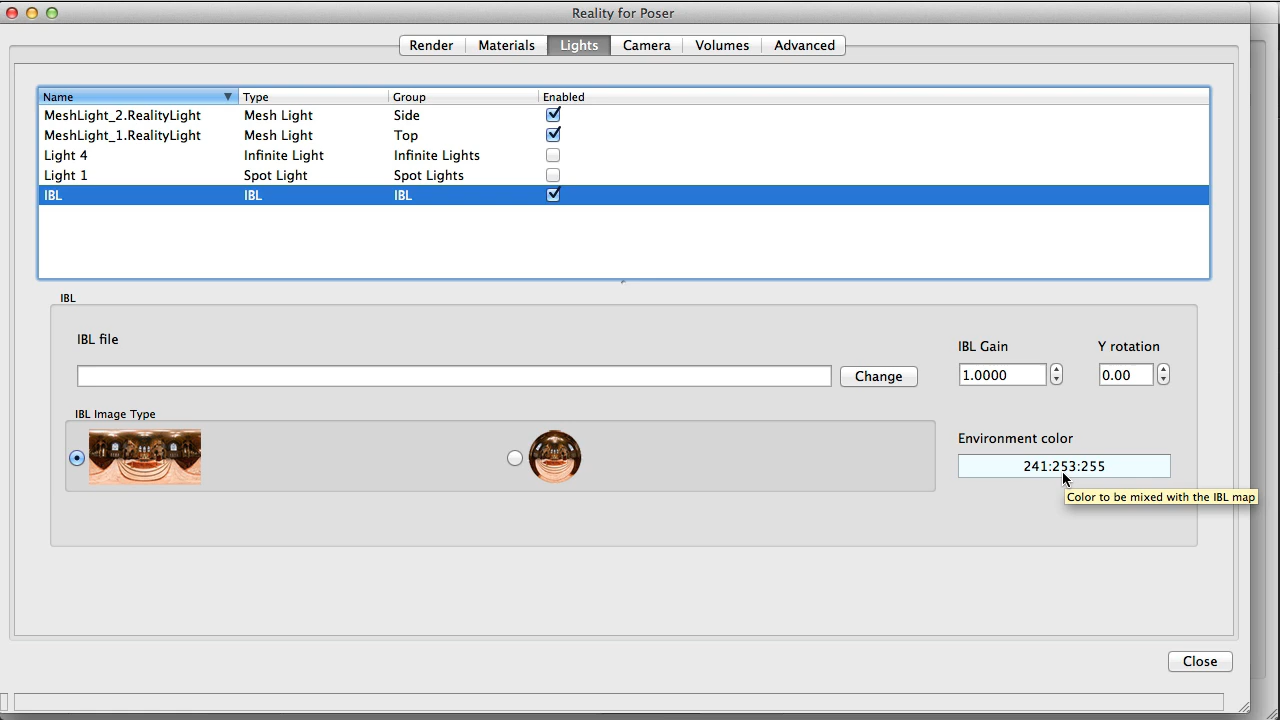 Reality for Poser
Render Materials Lights Camera Volumes Advanced
Name Type Group Enabled
MeshLight_2.RealityLight Mesh Light Side
MeshLight_1.RealityLight Mesh Light Top
Light 4 Infinite Light Infinite Lights
Light 1 Spot Light Spot Lights
IBL IBL IBL
IBL
IBL file
IBL Gain Y rotation
Change 1.0000 0.00
IBL Image Type
Environment color
241:253:255
Color to be mixed with the IBL map
Close